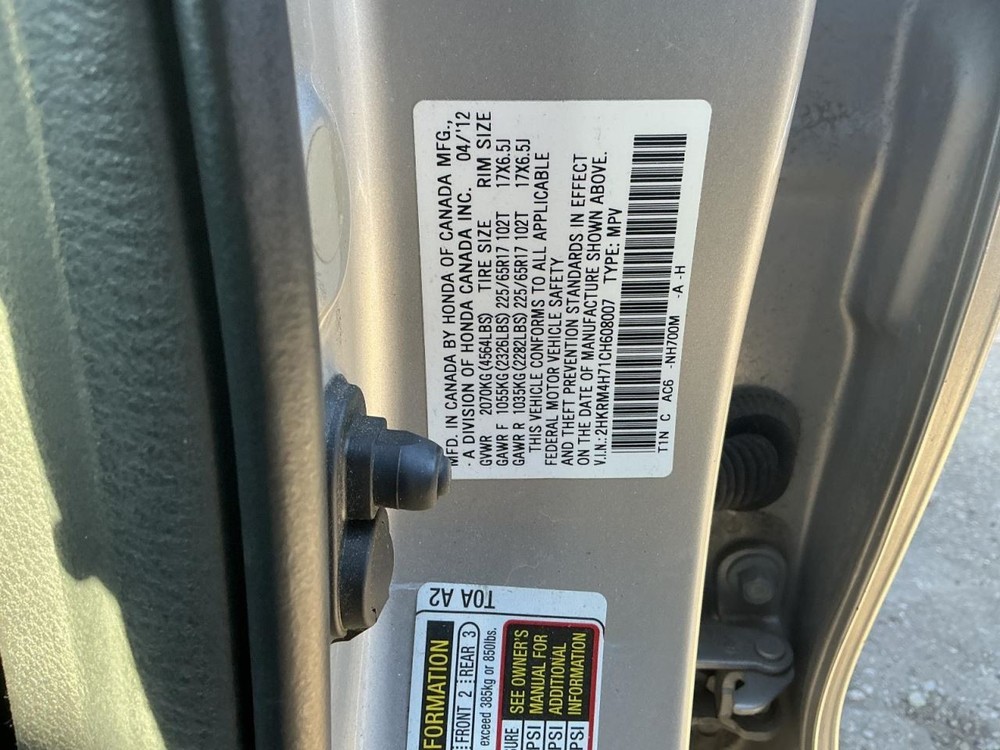 MFD. IN CANADA BY HONDA OF CANADA MFG.,
- A DIVISION OF HONDA CANADA INC. 04/'12
GVWR 2070KG(4564LBS) TIRE SIZE RIM SIZE
GAWR F 1055KG(2326LBS) 225/65R17 102T 17X6.5J
GAWR R 1035KG(2282LBS) 225/65R17 102T 17X6.5J
THIS VEHICLE CONFORMS TO ALL APPLICABLE
FEDERAL MOTOR VEHICLE SAFETY
AND THEFT PREVENTION STANDARDS IN EFFECT
ON THE DATE OF MANUFACTURE SHOWN ABOVE.
V.I.N.:2HKRM4H71CH608007 TYPE: MPV
T1N C AC6 -NH700M -A -H
T0A A2
FORMATION
FRONT 2 REAR 3
exceed 385kg or 850lbs.
SEE OWNER'S
MANUAL FOR
ADDITIONAL
INFORMATION
URE
PSI
PSI
PSI